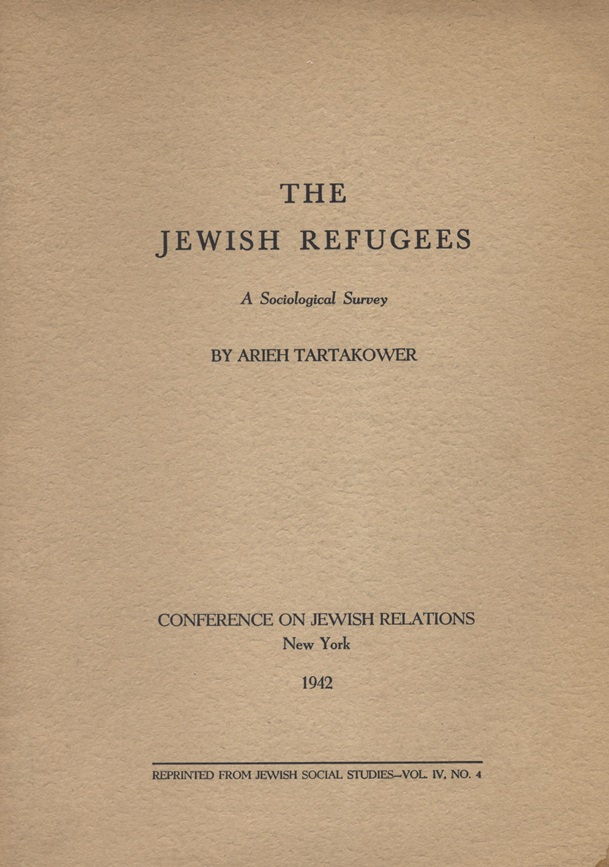 THE
JEWISH REFUGEES
A Sociological Survey
BY ARIEH TARTAKOWER
CONFERENCE ON JEWISH RELATIONS
New York
1942
REPRINTED FROM JEWISH SOCIAL STUDIES—VOL. IV, NO. 4